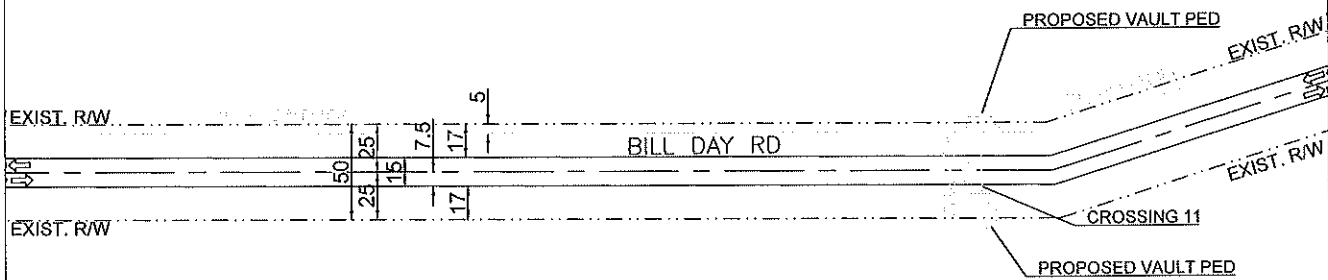 PROPOSED VAULT PED
EXIST. R/W
EXIST. R/W
5
7.5
17
25
BILL DAY RD
50
15
25
17
EXIST. R/W
EXIST. R/W
CROSSING 11
PROPOSED VAULT PED